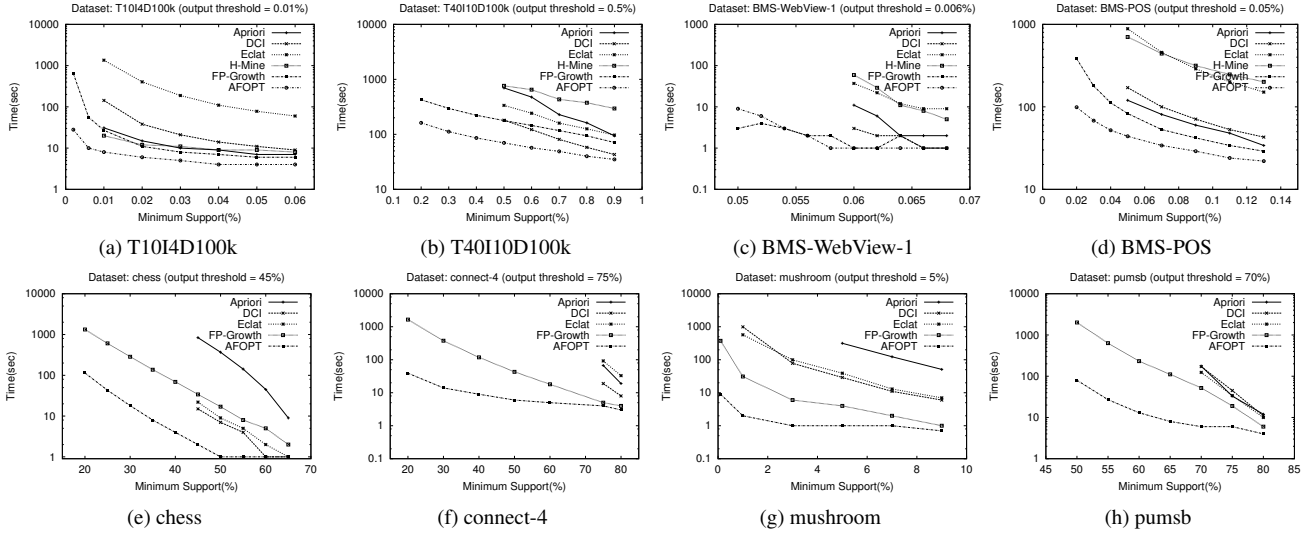 Dataset: T10I4D100k (output threshold = 0.01%)
Time(sec)
10000
1000
100
10
1
0
0.01
0.02
0.03
0.04
0.05
0.06
Minimum Support(%)
Apriori
DCI
Eclat
H-Mine
FP-Growth
AFOPT
(a) T10I4D100k
Dataset: T40I10D100k (output threshold = 0.5%)
Time(sec)
10000
1000
100
10
0.1
0.2
0.3
0.4
0.5
0.6
0.7
0.8
0.9
1
Minimum Support(%)
Apriori
DCI
Eclat
H-Mine
FP-Growth
AFOPT
(b) T40I10D100k
Dataset: BMS-WebView-1 (output threshold = 0.006%)
Time(sec)
1000
100
10
1
0.1
0.05
0.055
0.06
0.065
0.07
Minimum Support(%)
Apriori
DCI
Eclat
H-Mine
FP-Growth
AFOPT
(c) BMS-WebView-1
Dataset: BMS-POS (output threshold = 0.05%)
Time(sec)
1000
100
10
0
0.02
0.04
0.06
0.08
0.1
0.12
0.14
Minimum Support(%)
Apriori
DCI
Eclat
H-Mine
FP-Growth
AFOPT
(d) BMS-POS
Dataset: chess (output threshold = 45%)
Time(sec)
10000
1000
100
10
1
20
30
40
50
60
70
Minimum Support(%)
Apriori
DCI
Eclat
FP-Growth
AFOPT
(e) chess
Dataset: connect-4 (output threshold = 75%)
Time(sec)
10000
1000
100
10
1
0.1
20
30
40
50
60
70
80
Minimum Support(%)
Apriori
DCI
Eclat
FP-Growth
AFOPT
(f) connect-4
Dataset: mushroom (output threshold = 5%)
Time(sec)
10000
1000
100
10
1
0.1
0
2
4
6
8
10
Minimum Support(%)
Apriori
DCI
Eclat
FP-Growth
AFOPT
(g) mushroom
Dataset: pumsb (output threshold = 70%)
Time(sec)
10000
1000
100
10
1
45
50
55
60
65
70
75
80
85
Minimum Support(%)
Apriori
DCI
Eclat
FP-Growth
AFOPT
(h) pumsb